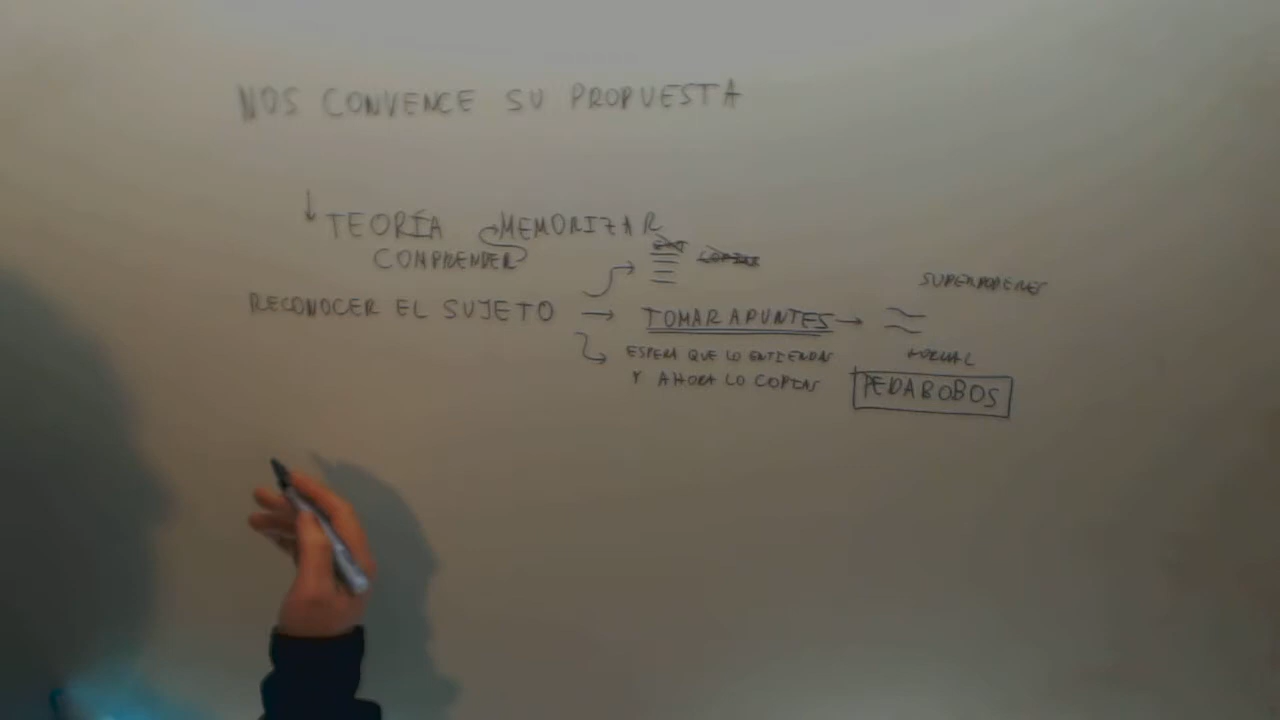 NOS CONVENCE SU PROPUESTA
TEORÍA MEMORIZAR
COMPRENDER
SUPERPODERES
RECONOCER EL SUJETO
TOMAR APUNTES
ESPERA QUE LO ENTIENDAS
Y AHORA LO COPIAS
PEDABOBOS